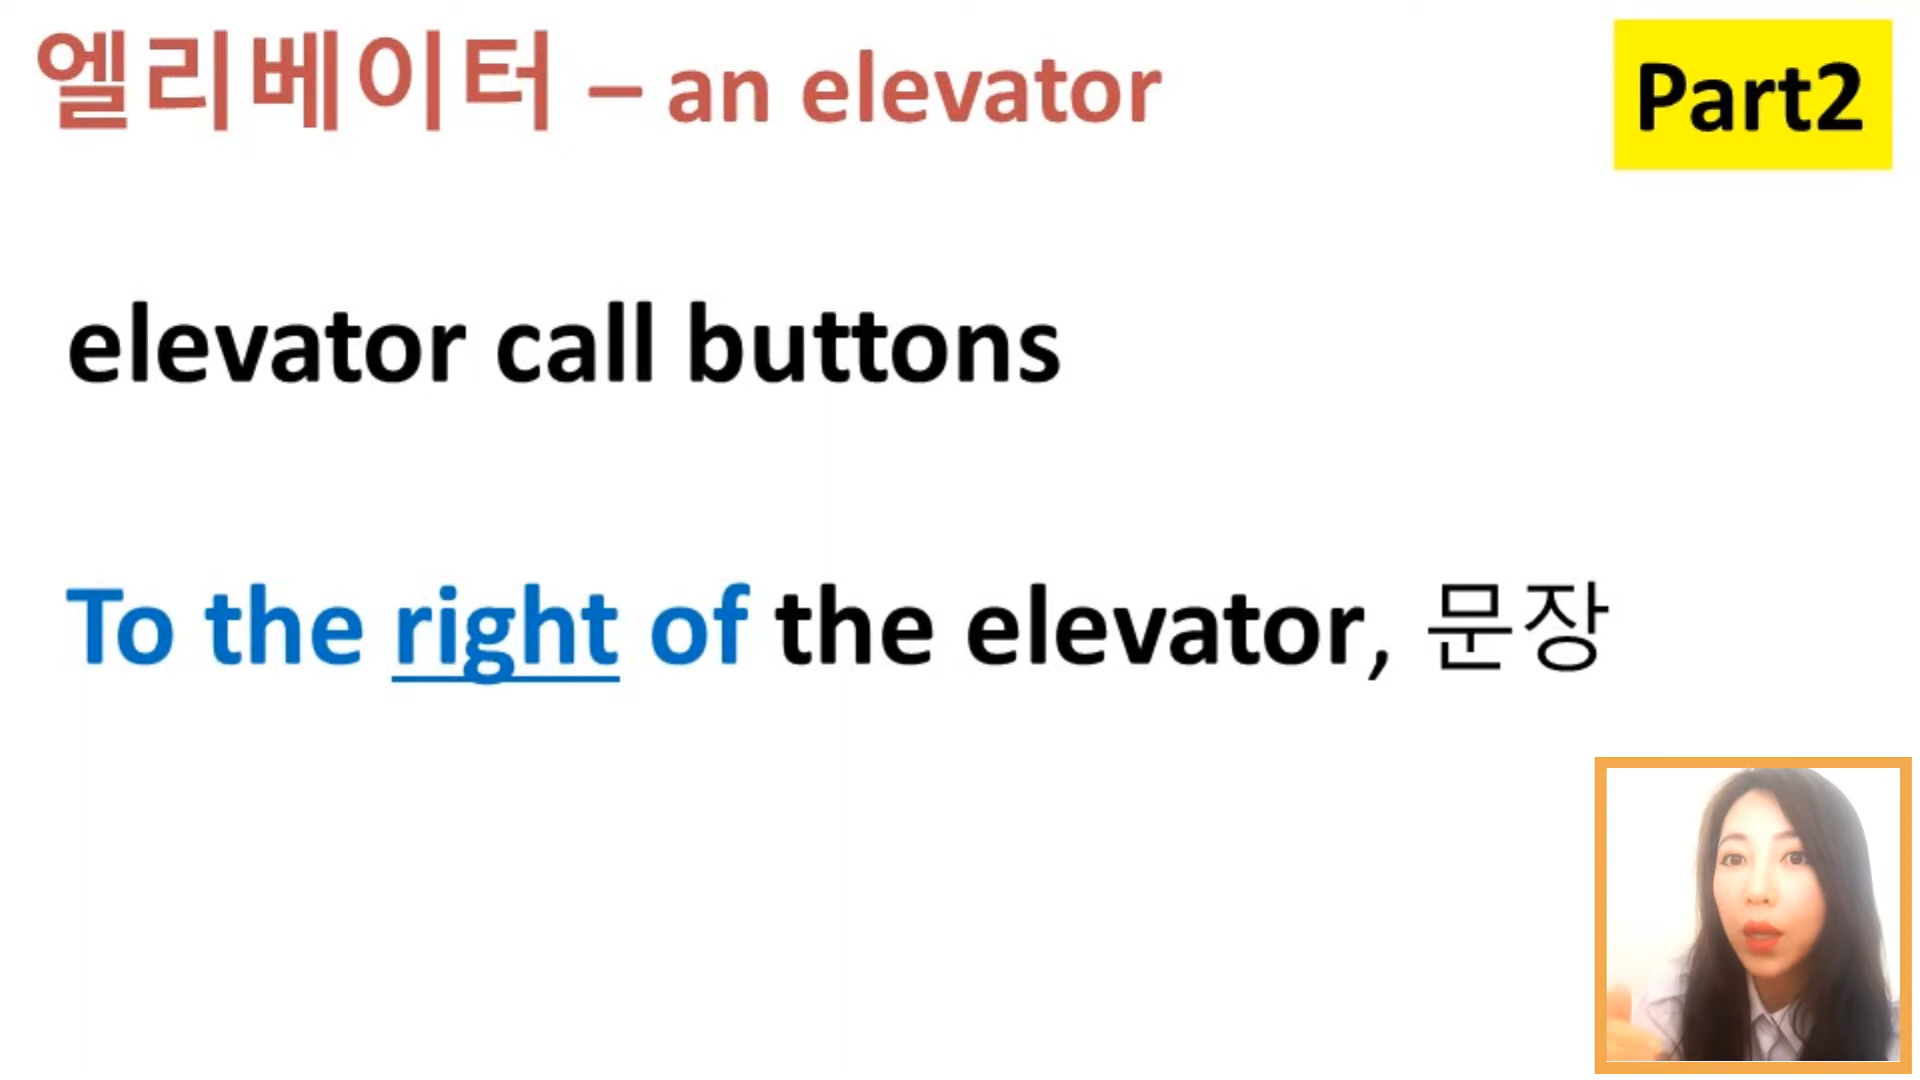 엘리베이터 – an elevator
Part2
elevator call buttons
To the right of the elevator, 문장